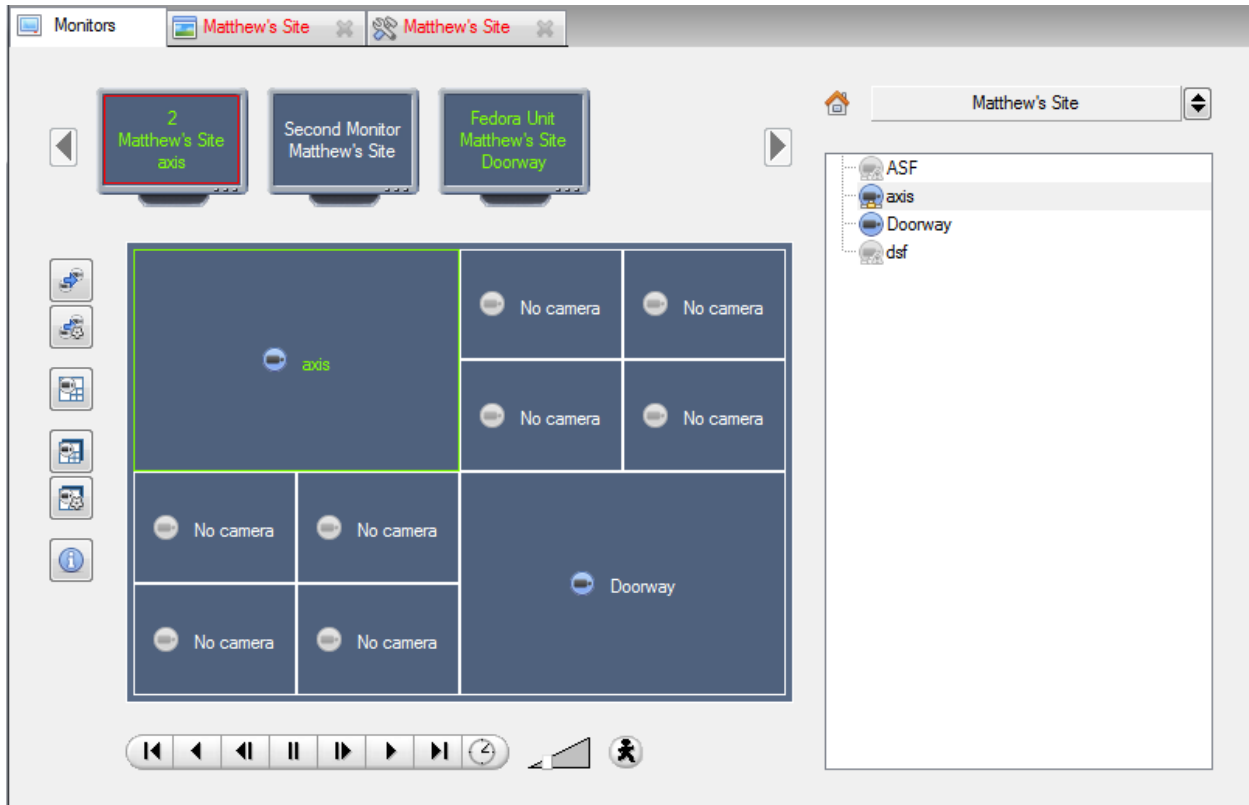 Monitors
Matthew's Site
Matthew's Site
2
Matthew's Site
axis
Second Monitor
Matthew's Site
Fedora Unit
Matthew's Site
Doorway
Matthew's Site
ASF
axis
Doorway
dsf
axis
No camera
No camera
No camera
No camera
No camera
No camera
No camera
No camera
Doorway